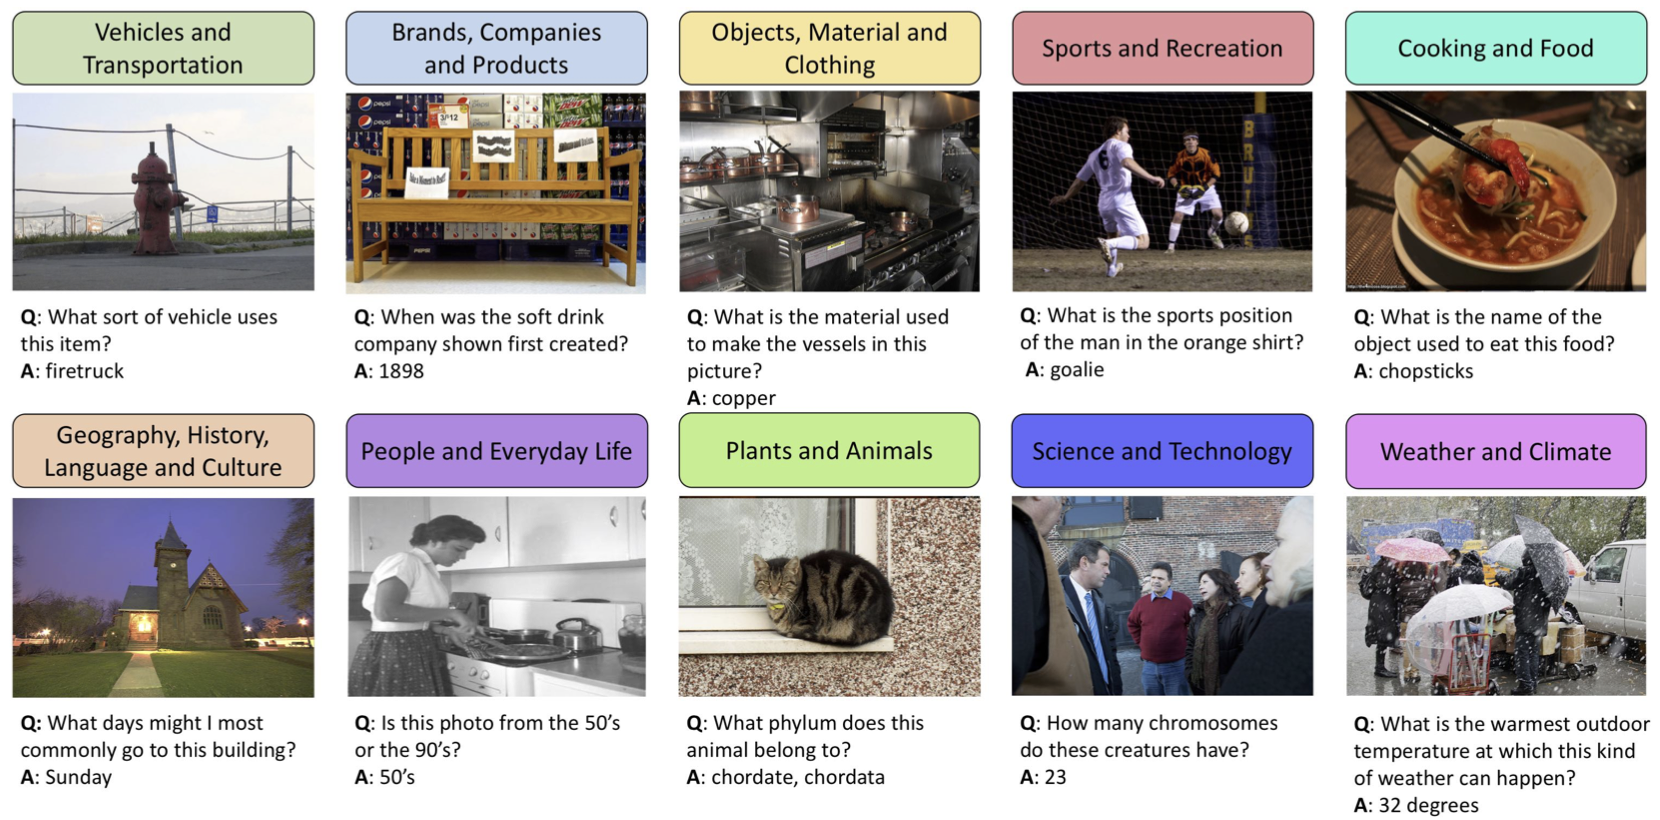 Vehicles and
Transportation
Brands, Companies
and Products
Objects, Material and
Clothing
Sports and Recreation
Cooking and Food
pepsi
3/$12
PEPSI
BRUI
Q: What sort of vehicle uses
this item?
A: firetruck
Q: When was the soft drink
company shown first created?
A: 1898
Q: What is the material used
to make the vessels in this
picture?
A: copper
Q: What is the sports position
of the man in the orange shirt?
A: goalie
Q: What is the name of the
object used to eat this food?
A: chopsticks
Geography, History,
Language and Culture
People and Everyday Life
Plants and Animals
Science and Technology
Weather and Climate
Q: What days might I most
commonly go to this building?
A: Sunday
Q: Is this photo from the 50’s
or the 90’s?
A: 50’s
Q: What phylum does this
animal belong to?
A: chordate, chordata
Q: How many chromosomes
do these creatures have?
A: 23
Q: What is the warmest outdoor
temperature at which this kind
of weather can happen?
A: 32 degrees